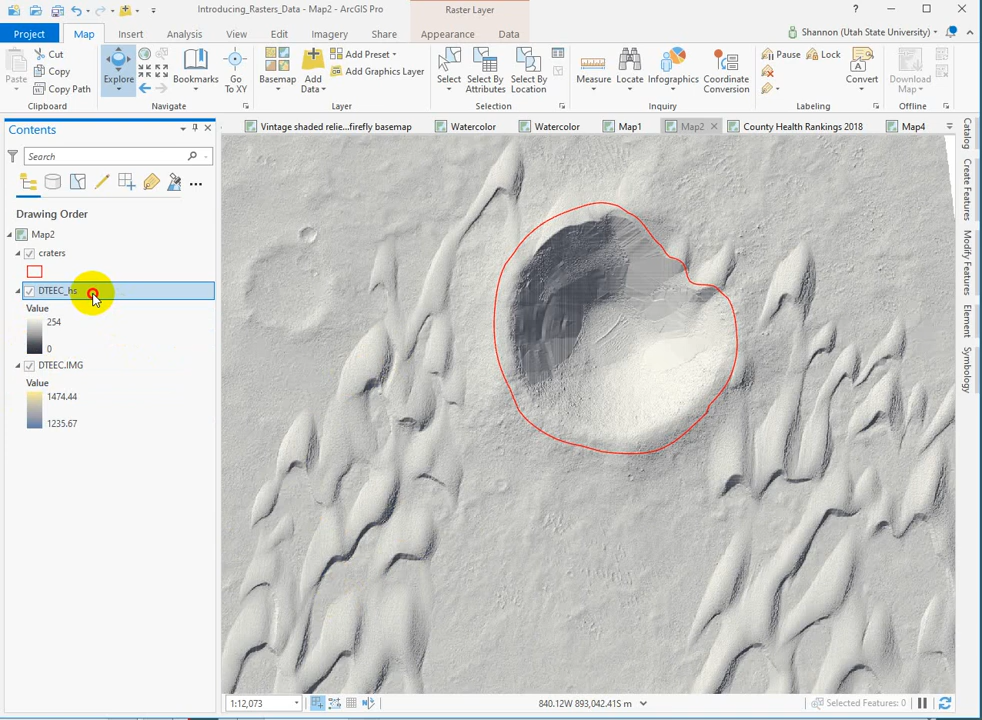 Introducing_Rasters_Data - Map2 - ArcGIS Pro
Raster Layer
?
Project
Map
Insert
Analysis
View
Edit
Imagery
Share
Appearance
Data
Shannon (Utah State University)
Paste
Cut
Copy
Copy Path
Clipboard
Explore
Bookmarks
Go To XY
Navigate
Basemap
Add Data
Add Preset
Add Graphics Layer
Layer
Select
Select By Attributes
Select By Location
Selection
Measure
Locate
Infographics
Coordinate Conversion
Inquiry
Pause
Lock
Convert
Labeling
Download Map
Offline
Contents
Vintage shaded relie...firefly basemap
Watercolor
Watercolor
Map1
Map2
County Health Rankings 2018
Map4
Search
Drawing Order
Map2
craters
DTEEC_hs
Value
254
0
DTEEC.IMG
Value
1474.44
1235.67
Catalog
Create Features
Modify Features
Element
Symbology
1:12,073
840.12W 893,042.41S m
Selected Features: 0